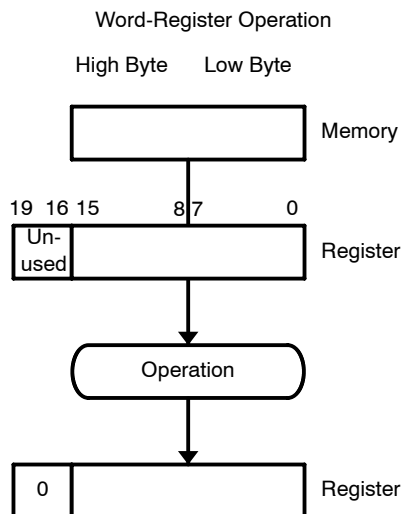 Word-Register Operation
High Byte Low Byte
Memory
19 16 15 8 7 0
Un-
used
Register
Operation
0 Register